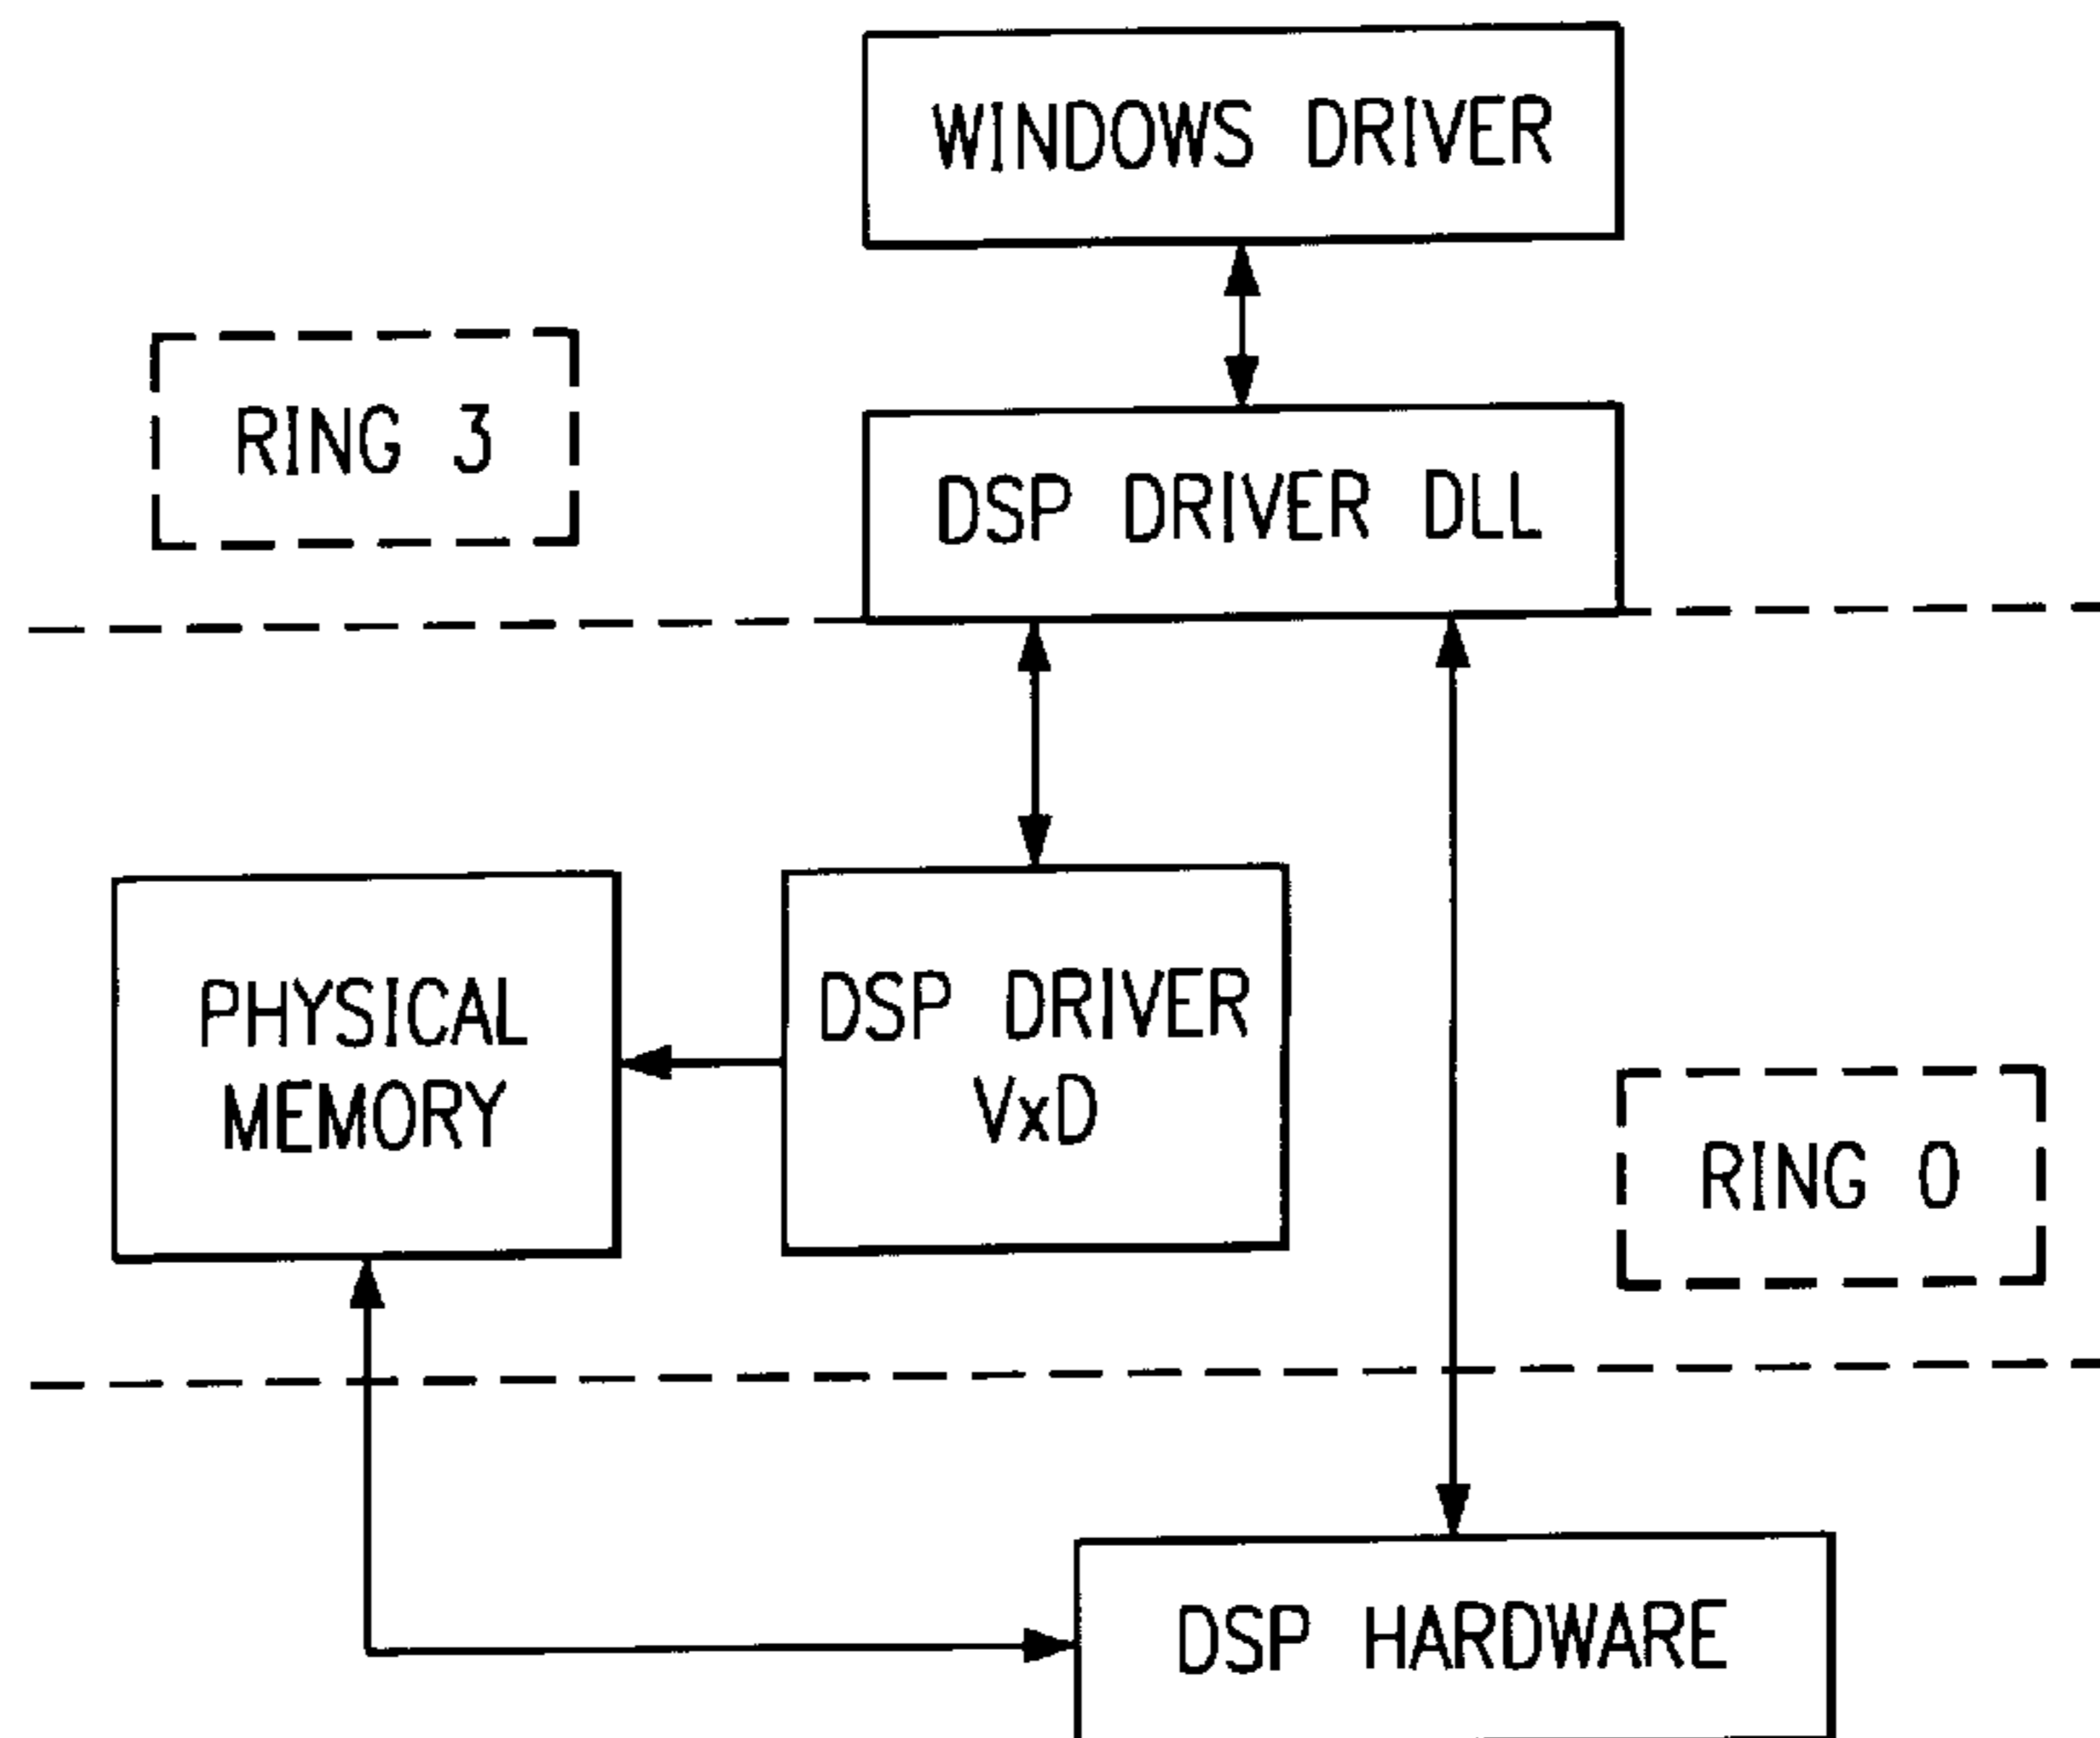 WINDOWS DRIVER
RING 3
DSP DRIVER DLL
PHYSICAL
MEMORY
DSP DRIVER
VxD
RING 0
DSP HARDWARE